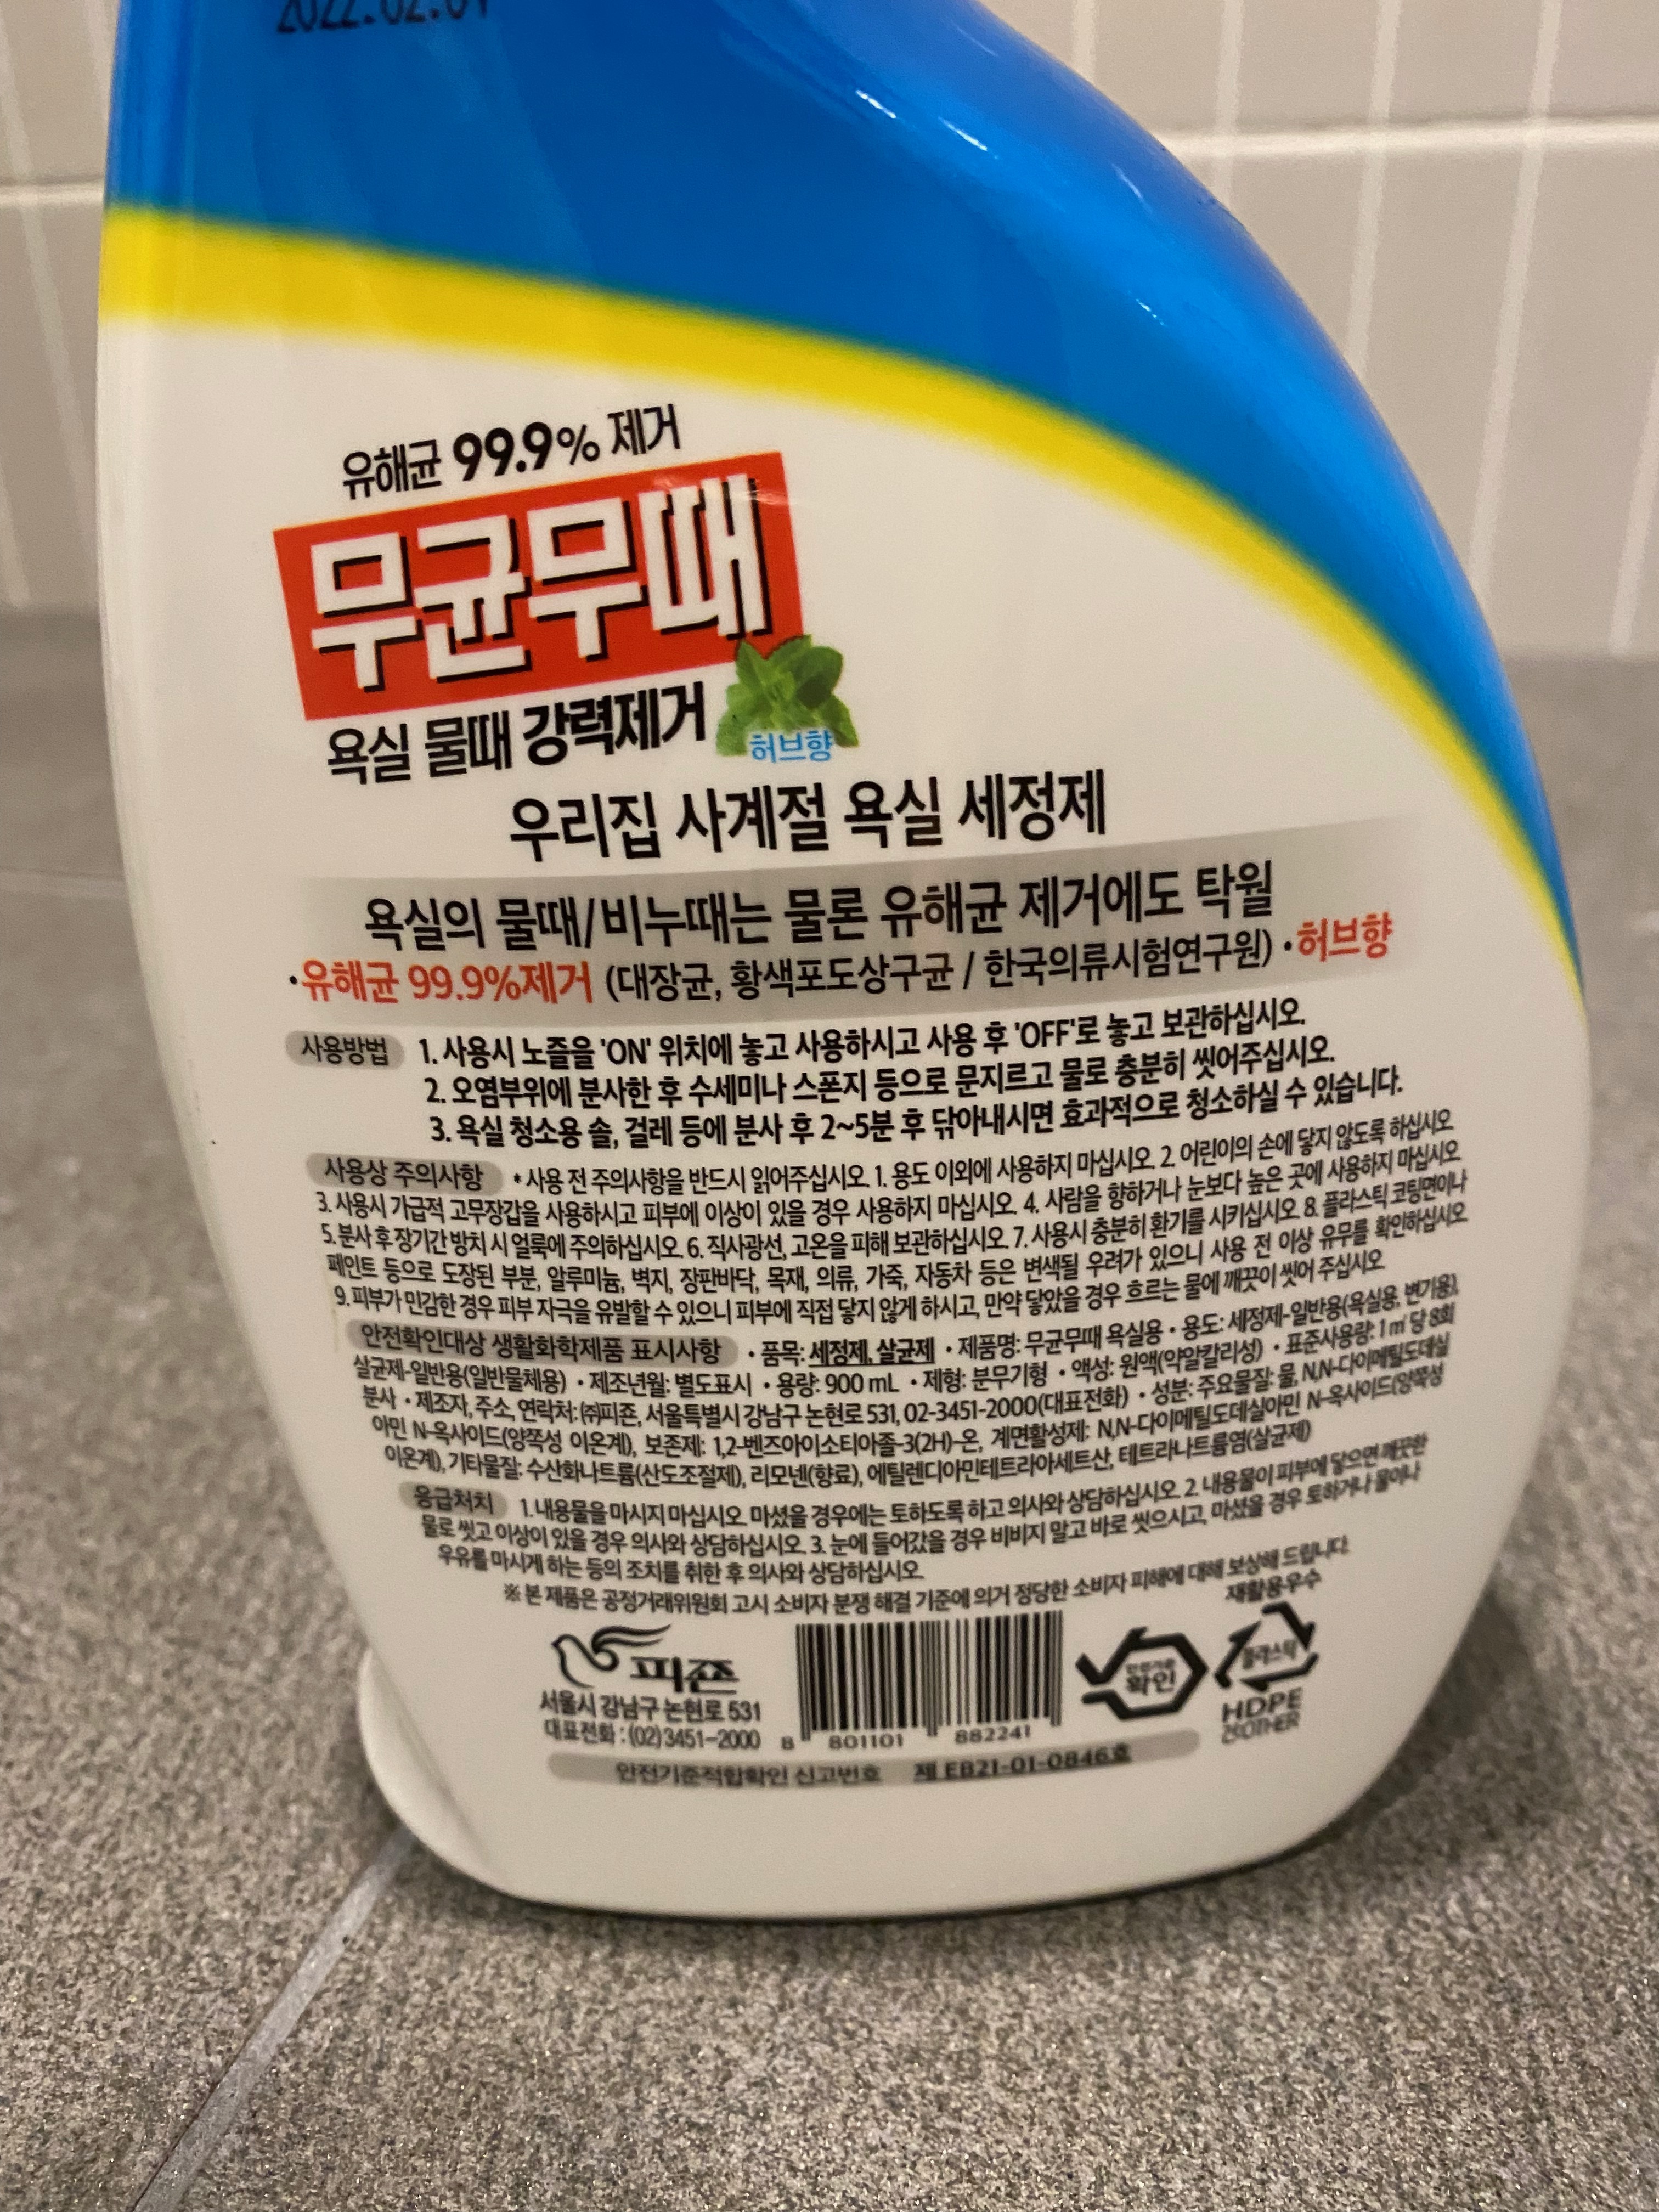 2022.02.01
유해균 99.9% 제거
무균무때
욕실 물때 강력제거
허브향
우리집 사계절 욕실 세정제
욕실의 물때/비누때는 물론 유해균 제거에도 탁월
·유해균 99.9%제거 (대장균, 황색포도상구균 / 한국의류시험연구원) ·허브향
사용방법 1. 사용시 노즐을 'ON' 위치에 놓고 사용하시고 사용 후 'OFF'로 놓고 보관하십시오.
2. 오염부위에 분사한 후 수세미나 스폰지 등으로 문지르고 물로 충분히 씻어주십시오.
3. 욕실 청소용 솔, 걸레 등에 분사 후 2~5분 후 닦아내시면 효과적으로 청소하실 수 있습니다.
사용상 주의사항 * 사용 전 주의사항을 반드시 읽어주십시오. 1. 용도 이외에 사용하지 마십시오. 2. 어린이의 손에 닿지 않도록 하십시오.
3. 사용시 가급적 고무장갑을 사용하시고 피부에 이상이 있을 경우 사용하지 마십시오. 4. 사람을 향하거나 눈보다 높은 곳에 사용하지 마십시오.
5. 분사 후 장기간 방치 시 얼룩에 주의하십시오. 6. 직사광선, 고온을 피해 보관하십시오. 7. 사용시 충분히 환기를 시키십시오. 8. 플라스틱 코팅면이나
페인트 등으로 도장된 부분, 알루미늄, 벽지, 장판바닥, 목재, 의류, 가죽, 자동차 등은 변색될 우려가 있으니 사용 전 이상 유무를 확인하십시오.
9. 피부가 민감한 경우 피부 자극을 유발할 수 있으니 피부에 직접 닿지 않게 하시고, 만약 닿았을 경우 흐르는 물에 깨끗이 씻어 주십시오.
안전확인대상 생활화학제품 표시사항 · 품목: 세정제, 살균제 · 제품명: 무균무때 욕실용 · 용도: 세정제-일반용(욕실용, 변기용),
살균제-일반용(일반물체용) · 제조년월: 별도표시 · 용량: 900 mL · 제형: 분무기형 · 액성: 원액(약알칼리성) · 표준사용량: 1㎡ 당 8회
분사 · 제조자, 주소, 연락처: ㈜피죤, 서울특별시 강남구 논현로 531, 02-3451-2000(대표전화) · 성분: 주요물질: 물, N,N-다이메틸도데실
아민 N-옥사이드(양쪽성 이온계), 보존제: 1,2-벤즈아이소티아졸-3(2H)-온, 계면활성제: N,N-다이메틸도데실아민 N-옥사이드(양쪽성
이온계), 기타물질: 수산화나트륨(산도조절제), 리모넨(향료), 에틸렌디아민테트라아세트산, 테트라나트륨염(살균제)
응급처치 1. 내용물을 마시지 마십시오. 마셨을 경우에는 토하도록 하고 의사와 상담하십시오. 2. 내용물이 피부에 닿으면 깨끗한
물로 씻고 이상이 있을 경우 의사와 상담하십시오. 3. 눈에 들어갔을 경우 비비지 말고 바로 씻으시고, 마셨을 경우 토하거나 물이나
우유를 마시게 하는 등의 조치를 취한 후 의사와 상담하십시오.
※ 본 제품은 공정거래위원회 고시 소비자 분쟁 해결 기준에 의거 정당한 소비자 피해에 대해 보상해 드립니다.
재활용우수
피죤
서울시 강남구 논현로 531
대표전화 : (02)3451-2000
8 801101 882241
안전기준 확인
플라스틱
HDPE
안전기준적합확인 신고번호 제 EB21-01-0846호